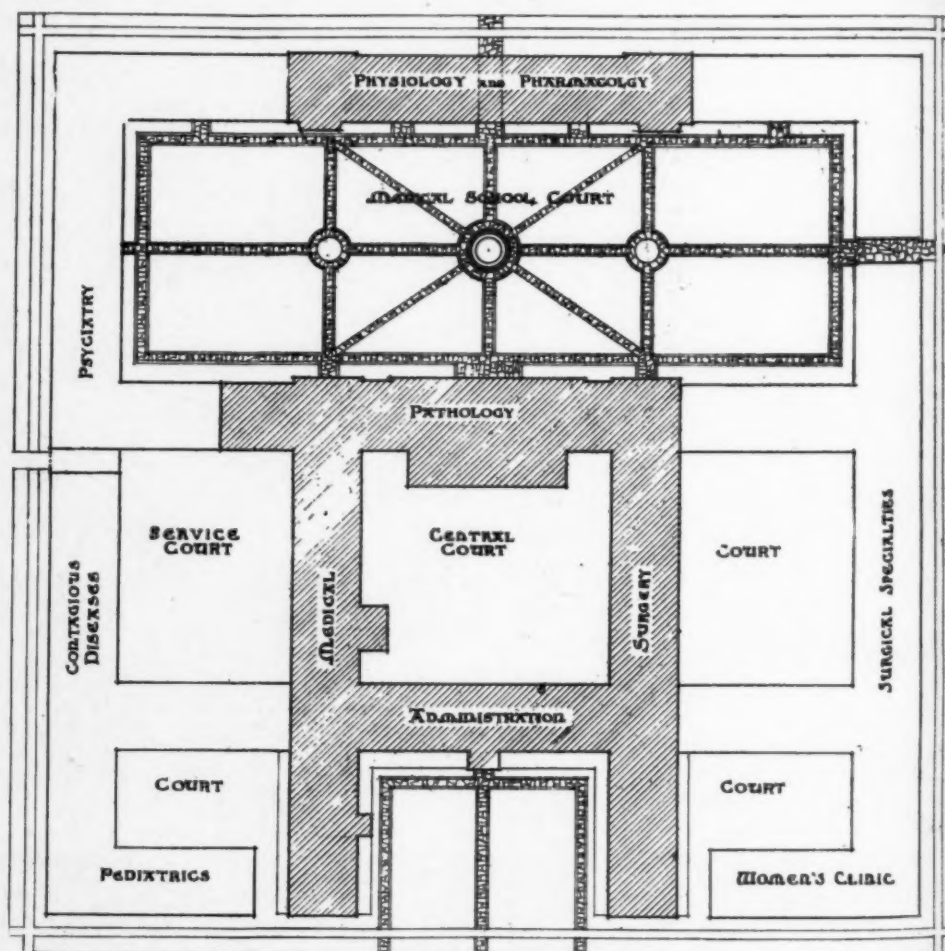 PHYSIOLOGY AND PHARMACOLGY
MEDICAL SCHOOL COURT
PSYCIATRY
PATHOLOGY
SERVICE
COURT
CENTRAL
COURT
COURT
CONTAGIOUS
DISEASES
MEDICAL
SURGERY
SURGICAL SPECIALTIES
ADMINISTRATION
COURT
COURT
PEDIATRICS
WOMEN'S CLINIC